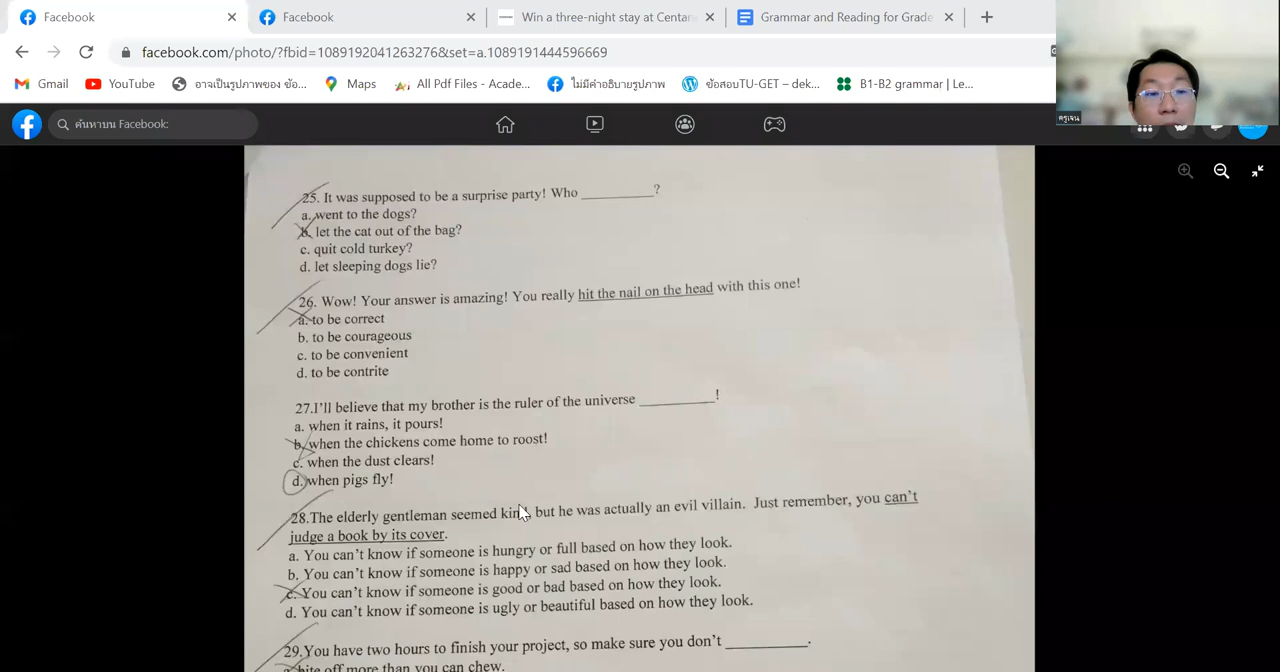 Facebook
Facebook
Win a three-night stay at Centar
Grammar and Reading for Grade
facebook.com/photo/?fbid=1089192041263276&set=a.1089191444596669
Gmail
YouTube
อาจเป็นรูปภาพของ ข้อ...
Maps
All Pdf Files - Acade...
ไม่มีคำอธิบายรูปภาพ
ข้อสอบTU-GET – dek...
B1-B2 grammar | Le...
ครูเจน
ค้นหาบน Facebook:
25. It was supposed to be a surprise party! Who __________?
a. went to the dogs?
b. let the cat out of the bag?
c. quit cold turkey?
d. let sleeping dogs lie?
26. Wow! Your answer is amazing! You really hit the nail on the head with this one!
a. to be correct
b. to be courageous
c. to be convenient
d. to be contrite
27.I'll believe that my brother is the ruler of the universe __________!
a. when it rains, it pours!
b. when the chickens come home to roost!
c. when the dust clears!
d. when pigs fly!
28.The elderly gentleman seemed kind, but he was actually an evil villain. Just remember, you can't
judge a book by its cover.
a. You can't know if someone is hungry or full based on how they look.
b. You can't know if someone is happy or sad based on how they look.
c. You can't know if someone is good or bad based on how they look.
d. You can't know if someone is ugly or beautiful based on how they look.
29.You have two hours to finish your project, so make sure you don't __________.
a. bite off more than you can chew.